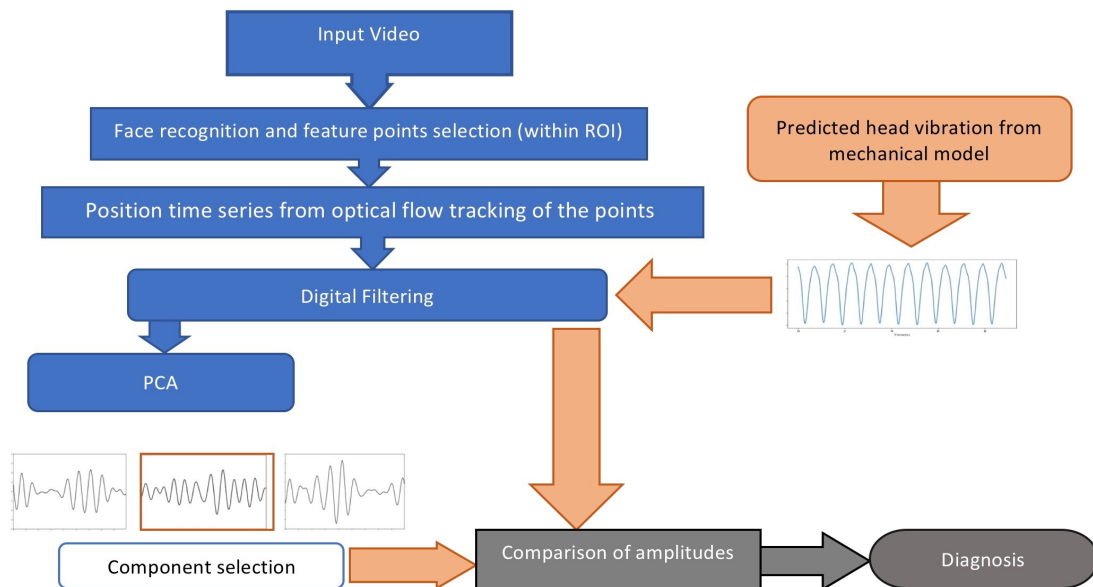 Input Video
Face recognition and feature points selection (within ROI)
Predicted head vibration from
mechanical model
Position time series from optical flow tracking of the points
Digital Filtering
PCA
Component selection
Comparison of amplitudes
Diagnosis